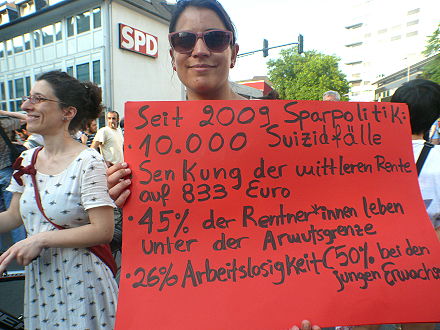 SPD
Seit 2009 Sparpolitik:
· 10.000 Suizidfälle
· Senkung der mittleren Rente
auf 833 Euro
· 45% der Rentner*innen leben
unter der Armutsgrenze
· 26% Arbeitslosigkeit (50% bei den
jungen Erwachse